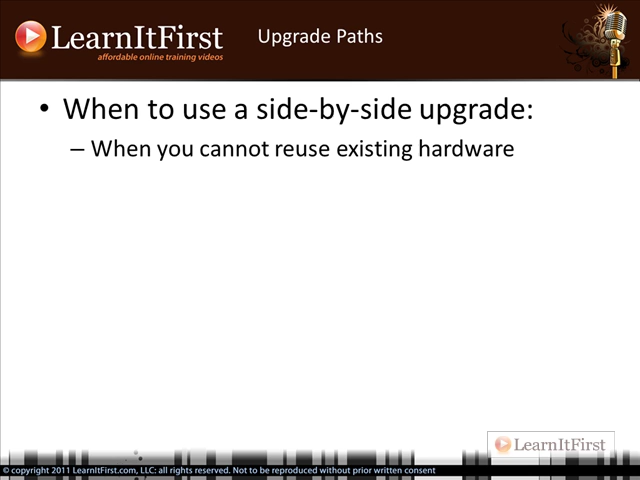 LearnItFirst
affordable online training videos
Upgrade Paths
• When to use a side-by-side upgrade:
– When you cannot reuse existing hardware
LearnItFirst
© copyright 2011 LearnItFirst.com, LLC: all rights reserved. Not to be reproduced without prior written consent